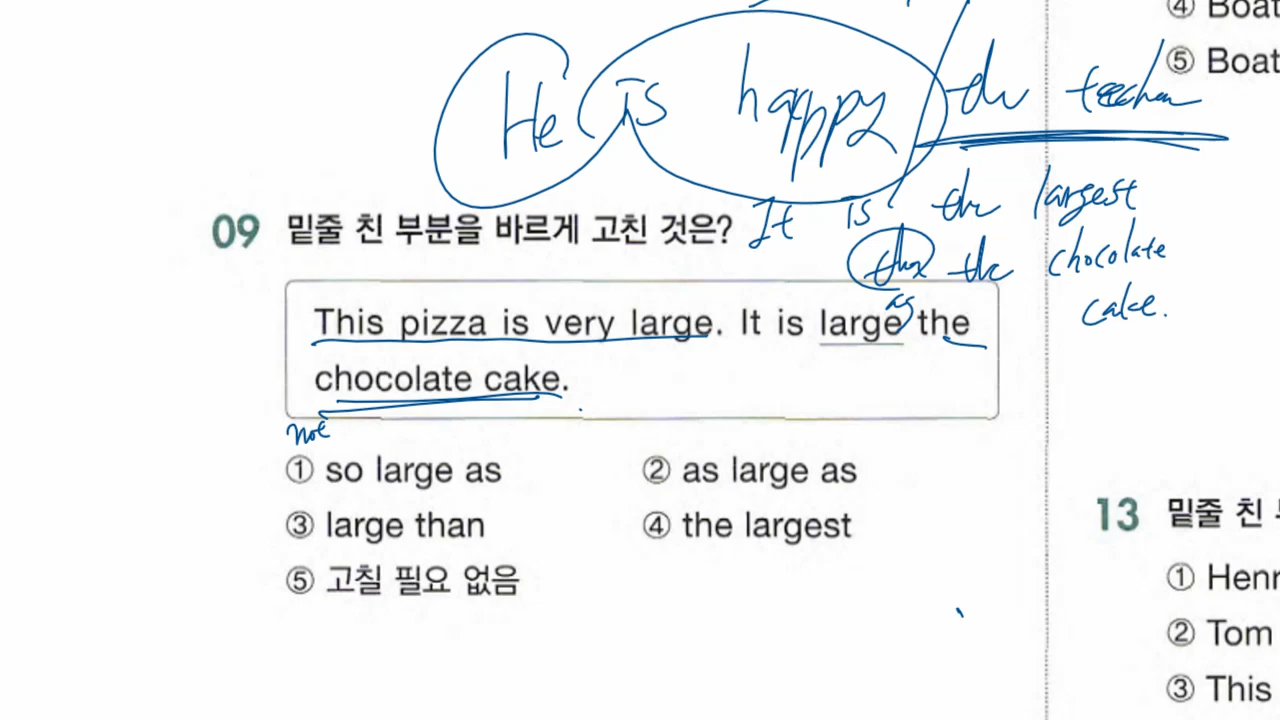 ④ Boat
⑤ Boat
He is happy the teacher
It is the largest
than the chocolate
cake.
09 밑줄 친 부분을 바르게 고친 것은?
as
This pizza is very large. It is large the
chocolate cake.
not
① so large as
② as large as
③ large than
④ the largest
⑤ 고칠 필요 없음
13 밑줄 친
① Henr
② Tom
③ This